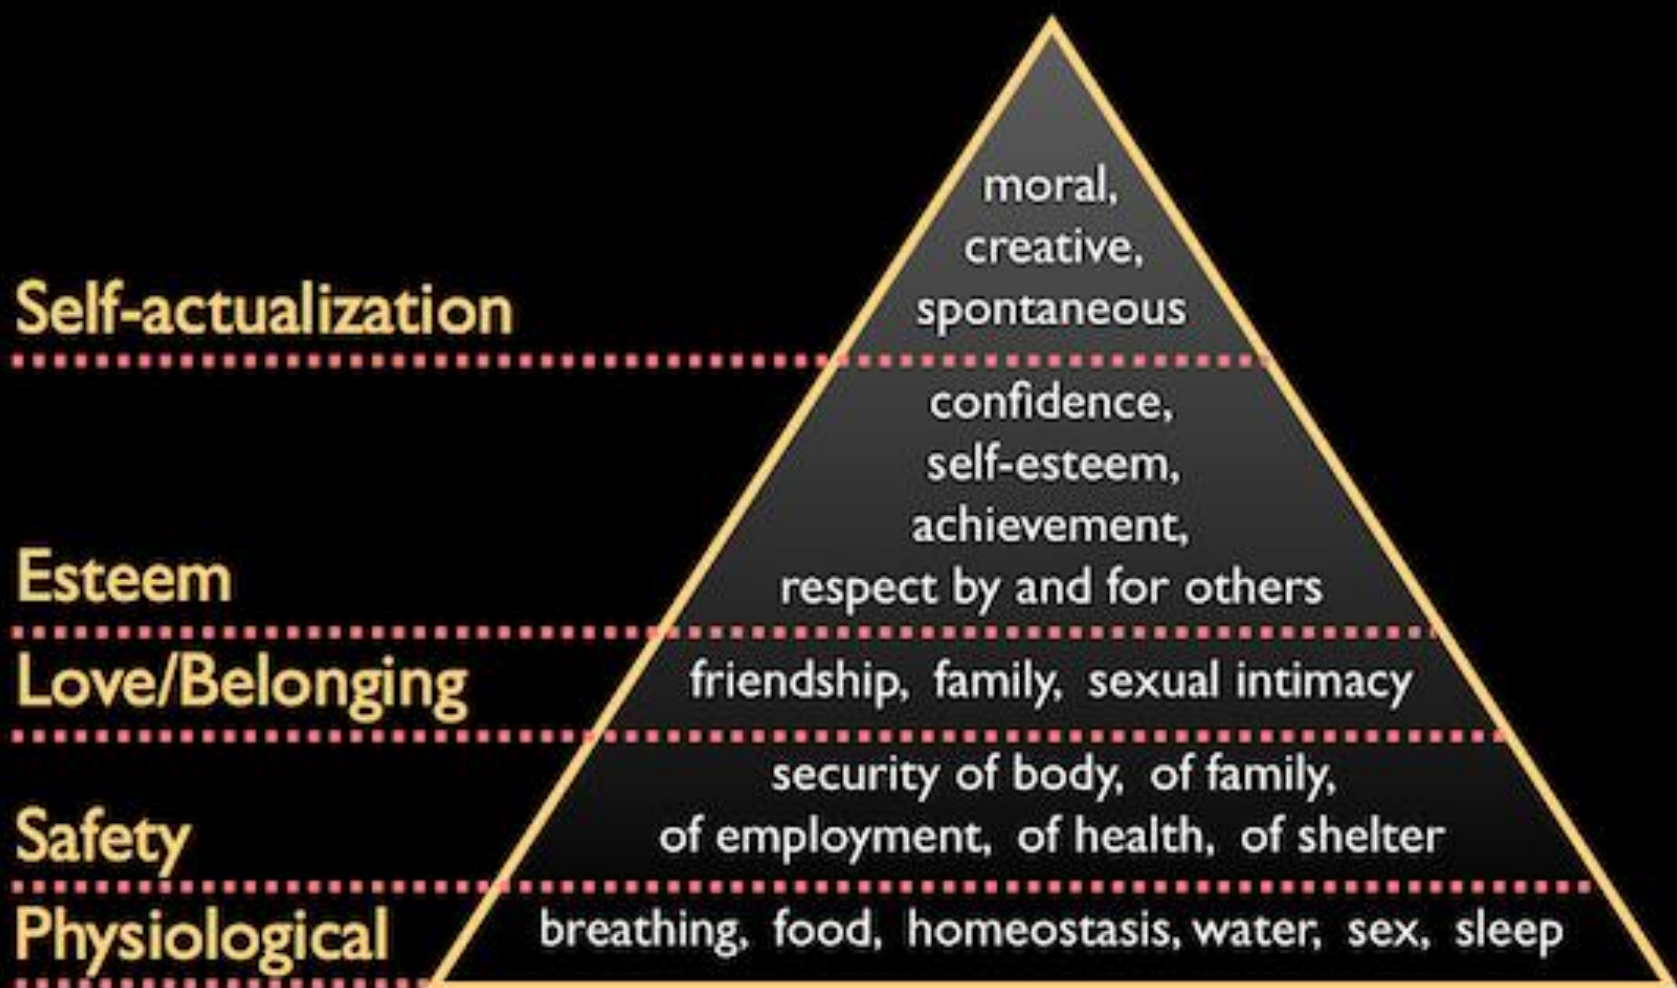 moral,
creative,
Self-actualization spontaneous
confidence,
self-esteem,
achievement,
Esteem respect by and for others
Love/Belonging friendship, family, sexual intimacy
security of body, of family,
Safety of employment, of health, of shelter
Physiological breathing, food, homeostasis, water, sex, sleep